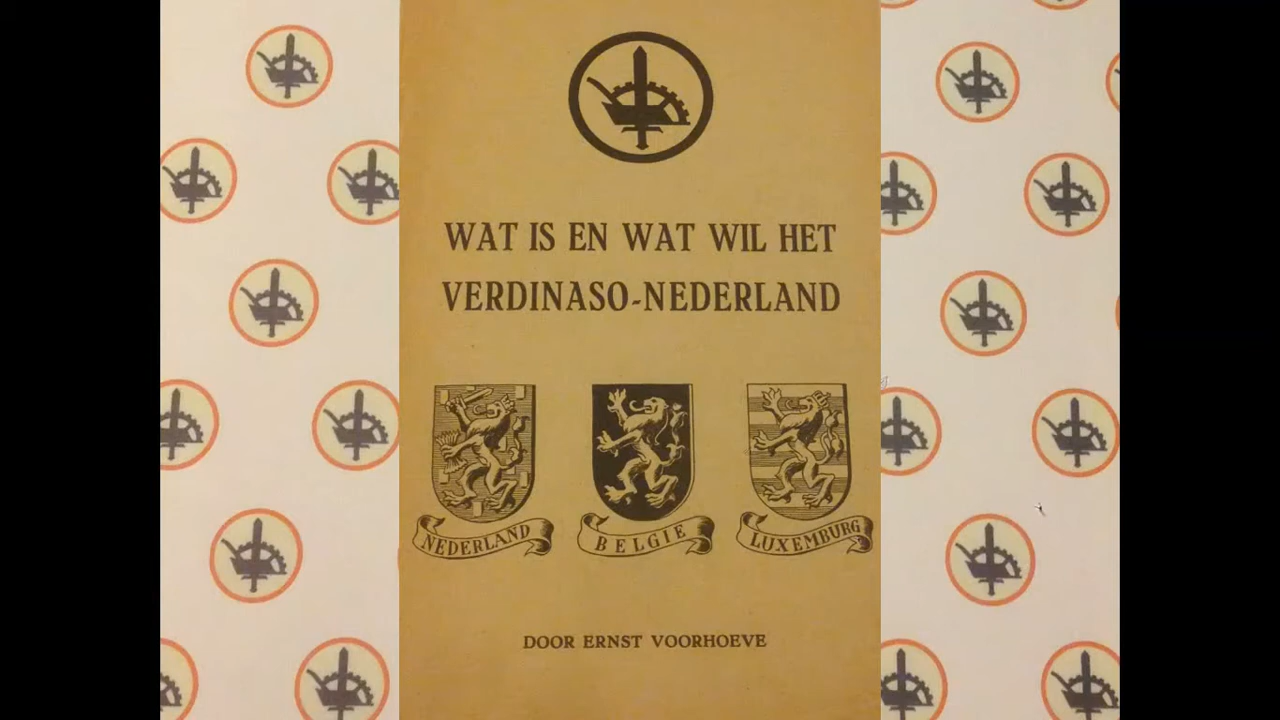 WAT IS EN WAT WIL HET
VERDINASO-NEDERLAND
NEDERLAND
BELGIE
LUXEMBURG
DOOR ERNST VOORHOEVE